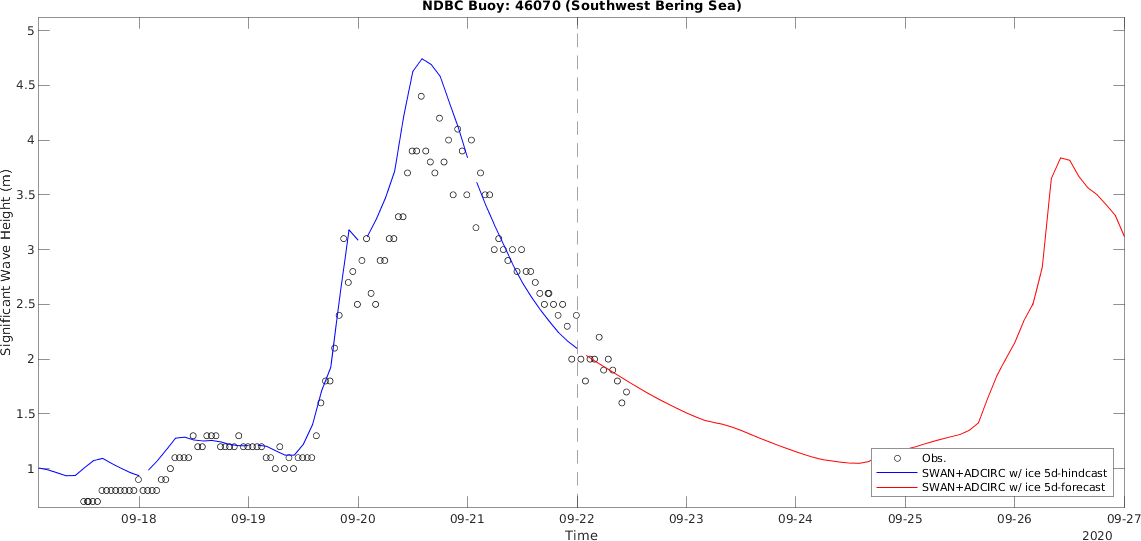 NDBC Buoy: 46070 (Southwest Bering Sea)
Significant Wave Height (m)
5
4.5
4
3.5
3
2.5
2
1.5
1
Obs.
SWAN+ADCIRC w/ ice 5d-hindcast
SWAN+ADCIRC w/ ice 5d-forecast
09-18 09-19 09-20 09-21 09-22 09-23 09-24 09-25 09-26 09-27
Time
2020